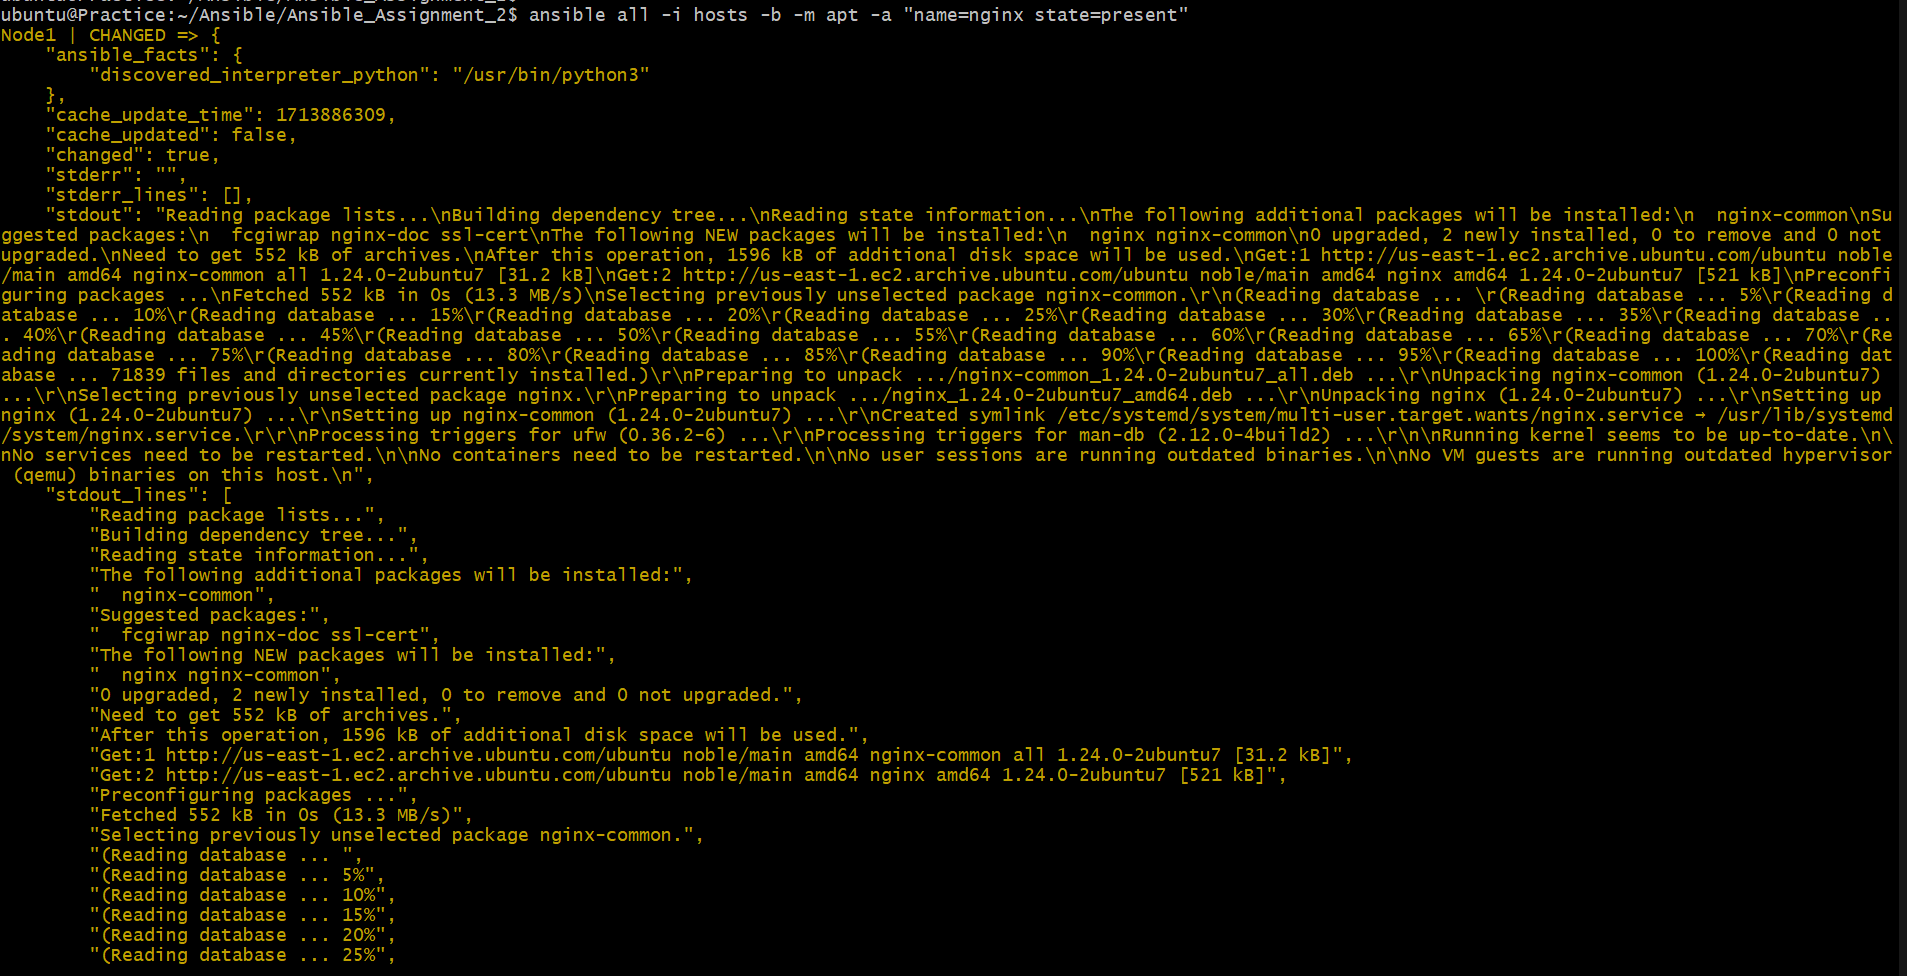 ubuntu@Practice:~/Ansible/Ansible_Assignment_2$
ubuntu@Practice:~/Ansible/Ansible_Assignment_2$ ansible all -i hosts -b -m apt -a "name=nginx state=present"
Node1 | CHANGED => {
    "ansible_facts": {
        "discovered_interpreter_python": "/usr/bin/python3"
    },
    "cache_update_time": 1713886309,
    "cache_updated": false,
    "changed": true,
    "stderr": "",
    "stderr_lines": [],
    "stdout": "Reading package lists...\nBuilding dependency tree...\nReading state information...\nThe following additional packages will be installed:\n  nginx-common\nSu
ggested packages:\n  fcgiwrap nginx-doc ssl-cert\nThe following NEW packages will be installed:\n  nginx nginx-common\n0 upgraded, 2 newly installed, 0 to remove and 0 not
upgraded.\nNeed to get 552 kB of archives.\nAfter this operation, 1596 kB of additional disk space will be used.\nGet:1 http://us-east-1.ec2.archive.ubuntu.com/ubuntu noble
/main amd64 nginx-common all 1.24.0-2ubuntu7 [31.2 kB]\nGet:2 http://us-east-1.ec2.archive.ubuntu.com/ubuntu noble/main amd64 nginx amd64 1.24.0-2ubuntu7 [521 kB]\nPreconfi
guring packages ...\nFetched 552 kB in 0s (13.3 MB/s)\nSelecting previously unselected package nginx-common.\r\n(Reading database ... \r(Reading database ... 5%\r(Reading d
atabase ... 10%\r(Reading database ... 15%\r(Reading database ... 20%\r(Reading database ... 25%\r(Reading database ... 30%\r(Reading database ... 35%\r(Reading database ..
. 40%\r(Reading database ... 45%\r(Reading database ... 50%\r(Reading database ... 55%\r(Reading database ... 60%\r(Reading database ... 65%\r(Reading database ... 70%\r(Re
ading database ... 75%\r(Reading database ... 80%\r(Reading database ... 85%\r(Reading database ... 90%\r(Reading database ... 95%\r(Reading database ... 100%\r(Reading dat
abase ... 71839 files and directories currently installed.)\r\nPreparing to unpack .../nginx-common_1.24.0-2ubuntu7_all.deb ...\r\nUnpacking nginx-common (1.24.0-2ubuntu7)
...\r\nSelecting previously unselected package nginx.\r\nPreparing to unpack .../nginx_1.24.0-2ubuntu7_amd64.deb ...\r\nUnpacking nginx (1.24.0-2ubuntu7) ...\r\nSetting up
nginx (1.24.0-2ubuntu7) ...\r\nSetting up nginx-common (1.24.0-2ubuntu7) ...\r\nCreated symlink /etc/systemd/system/multi-user.target.wants/nginx.service → /usr/lib/systemd
/system/nginx.service.\r\r\nProcessing triggers for ufw (0.36.2-6) ...\r\nProcessing triggers for man-db (2.12.0-4build2) ...\r\n\nRunning kernel seems to be up-to-date.\n\
nNo services need to be restarted.\n\nNo containers need to be restarted.\n\nNo user sessions are running outdated binaries.\n\nNo VM guests are running outdated hypervisor
 (qemu) binaries on this host.\n",
    "stdout_lines": [
        "Reading package lists...",
        "Building dependency tree...",
        "Reading state information...",
        "The following additional packages will be installed:",
        "  nginx-common",
        "Suggested packages:",
        "  fcgiwrap nginx-doc ssl-cert",
        "The following NEW packages will be installed:",
        "  nginx nginx-common",
        "0 upgraded, 2 newly installed, 0 to remove and 0 not upgraded.",
        "Need to get 552 kB of archives.",
        "After this operation, 1596 kB of additional disk space will be used.",
        "Get:1 http://us-east-1.ec2.archive.ubuntu.com/ubuntu noble/main amd64 nginx-common all 1.24.0-2ubuntu7 [31.2 kB]",
        "Get:2 http://us-east-1.ec2.archive.ubuntu.com/ubuntu noble/main amd64 nginx amd64 1.24.0-2ubuntu7 [521 kB]",
        "Preconfiguring packages ...",
        "Fetched 552 kB in 0s (13.3 MB/s)",
        "Selecting previously unselected package nginx-common.",
        "(Reading database ... ",
        "(Reading database ... 5%",
        "(Reading database ... 10%",
        "(Reading database ... 15%",
        "(Reading database ... 20%",
        "(Reading database ... 25%",